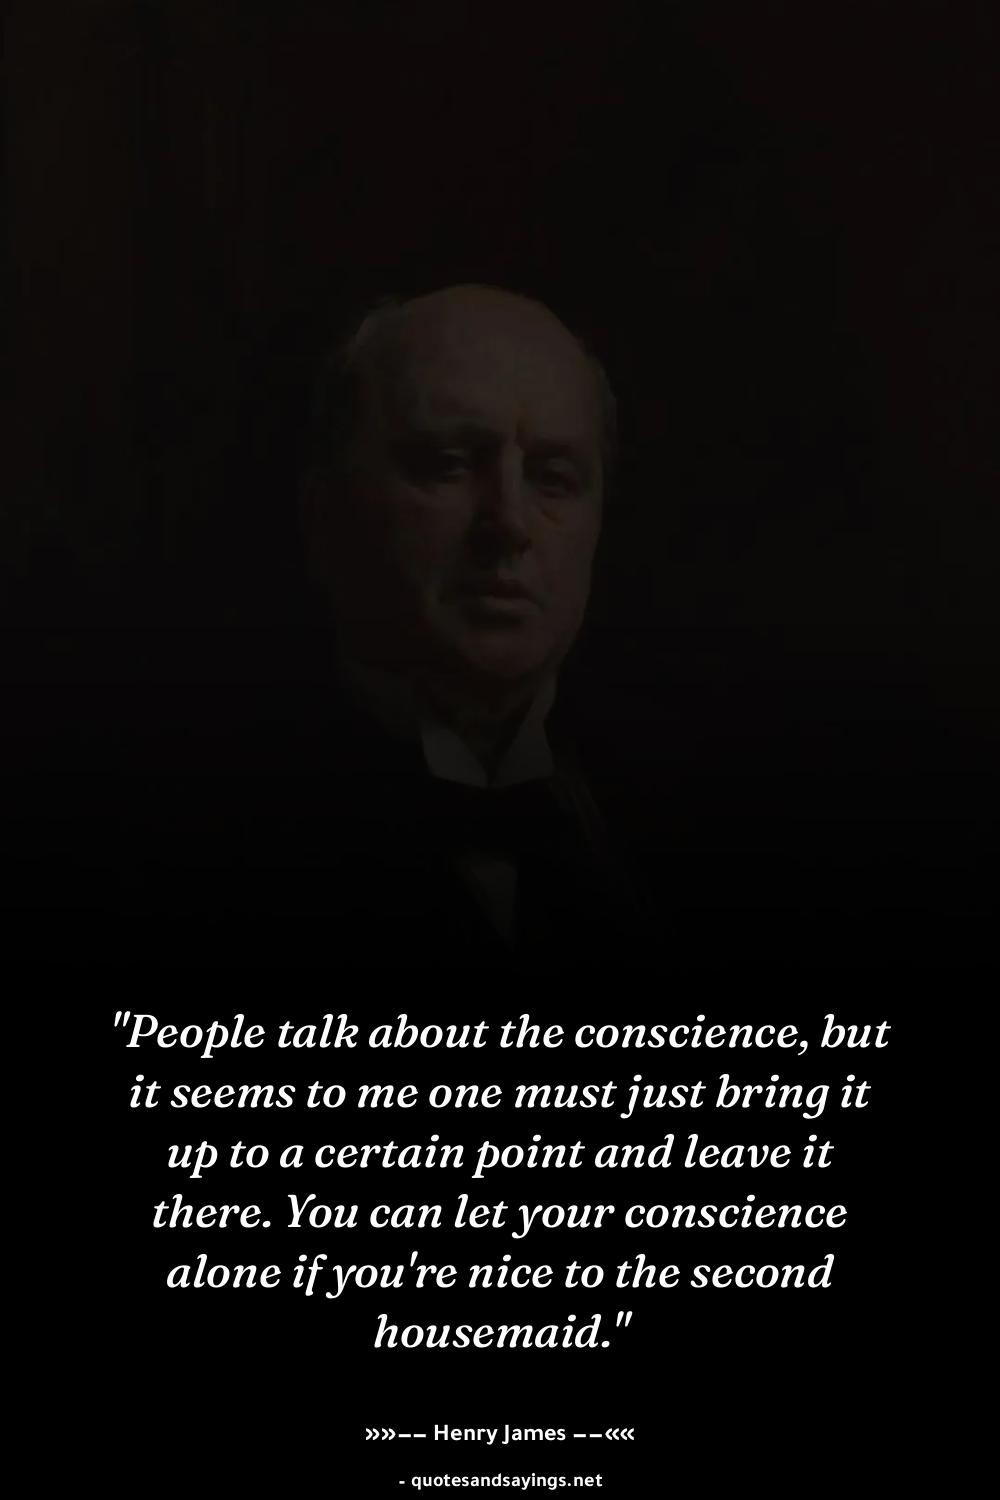 "People talk about the conscience, but
it seems to me one must just bring it
up to a certain point and leave it
there. You can let your conscience
alone if you're nice to the second
housemaid."
»»-- Henry James --««
- quotesandsayings.net